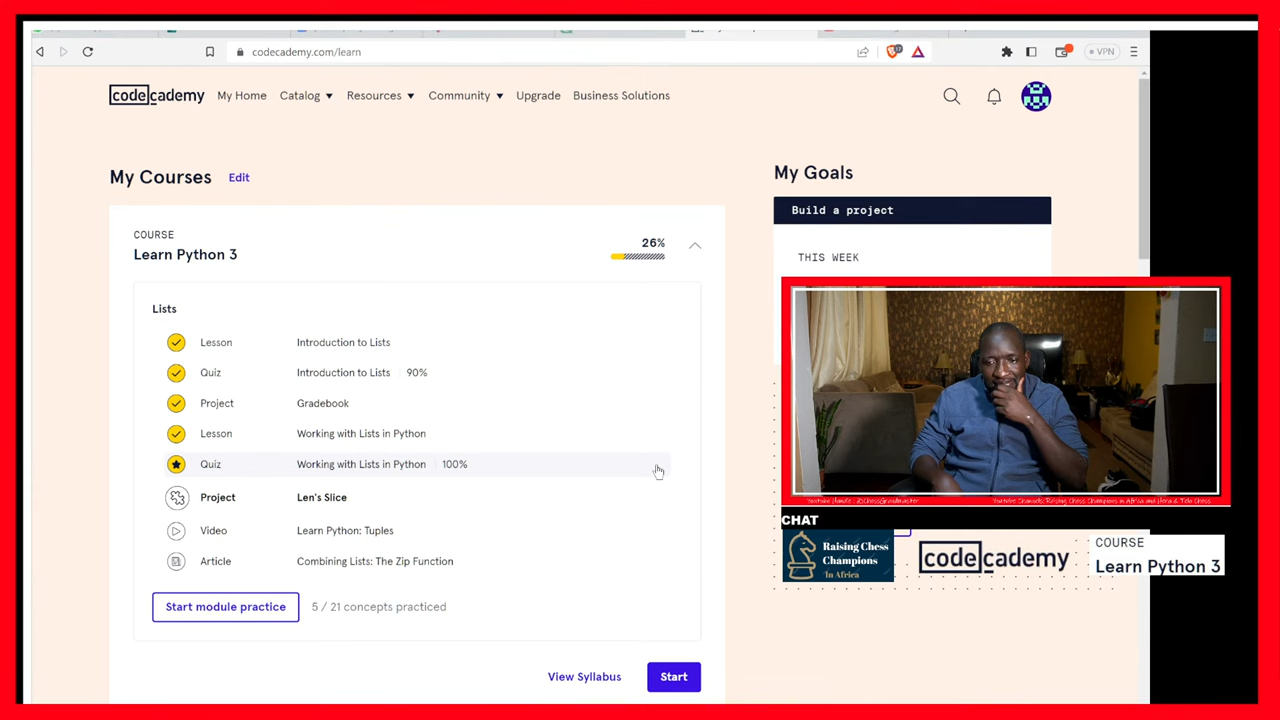 codecademy.com/learn
VPN
codecademy My Home Catalog Resources Community Upgrade Business Solutions
My Courses Edit
COURSE
Learn Python 3
26%
Lists
Lesson Introduction to Lists
Quiz Introduction to Lists 90%
Project Gradebook
Lesson Working with Lists in Python
Quiz Working with Lists in Python 100%
Project Len's Slice
Video Learn Python: Tuples
Article Combining Lists: The Zip Function
Start module practice 5 / 21 concepts practiced
View Syllabus Start
My Goals
Build a project
THIS WEEK
CHAT
Raising Chess
Champions
In Africa
codecademy
COURSE
Learn Python 3